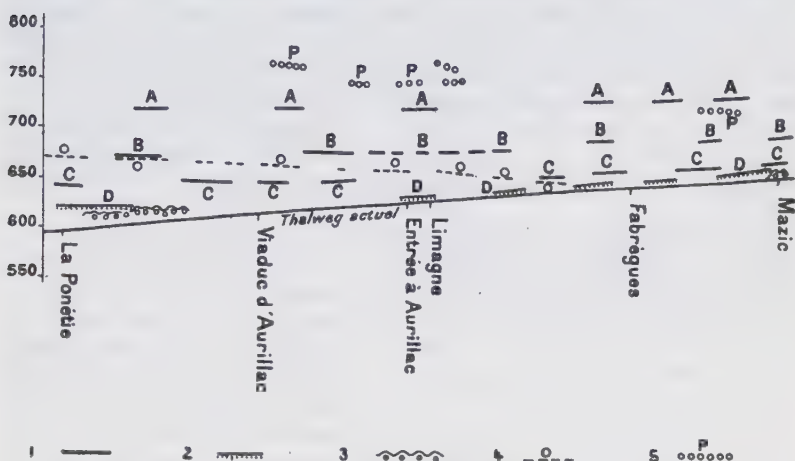 800
750
700
650
600
550
P P
A A A A A A
P
B B B B B B B
O O O O O O O
C C C C C C C C
D D D D
Thalweg actuel
La Ponétie
Viaduc d'Aurillac
Entrée à Aurillac
Limagne
Fabrègues
Mazic
1 2 3 4 O 5 P